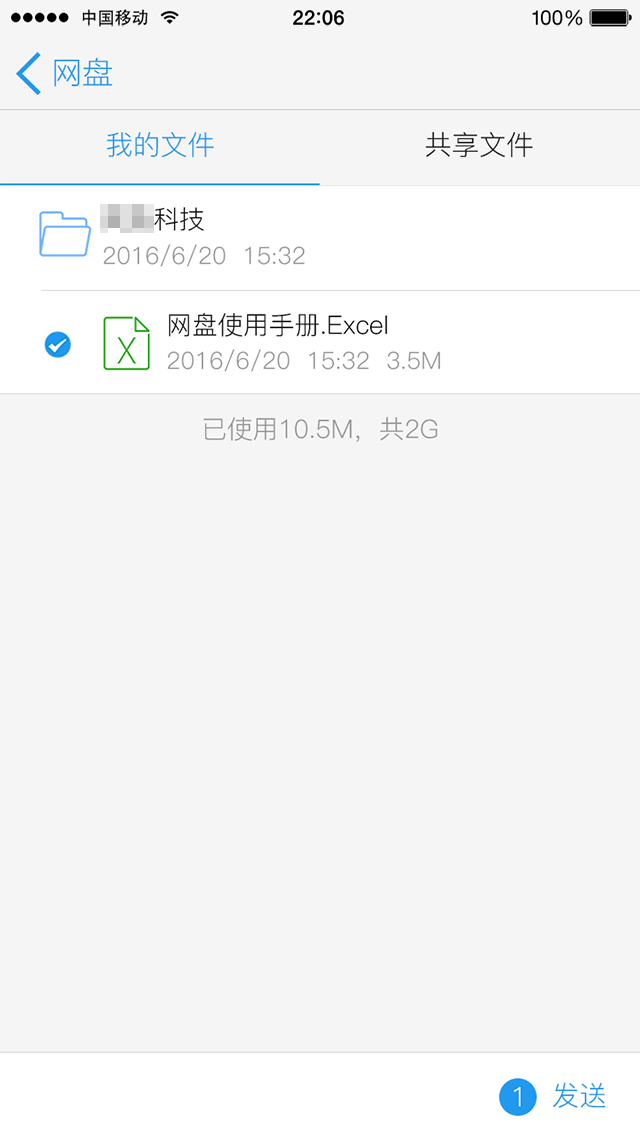 中国移动 22:06 100%
网盘
我的文件 共享文件
科技
2016/6/20 15:32
网盘使用手册.Excel
2016/6/20 15:32 3.5M
已使用10.5M，共2G
1 发送